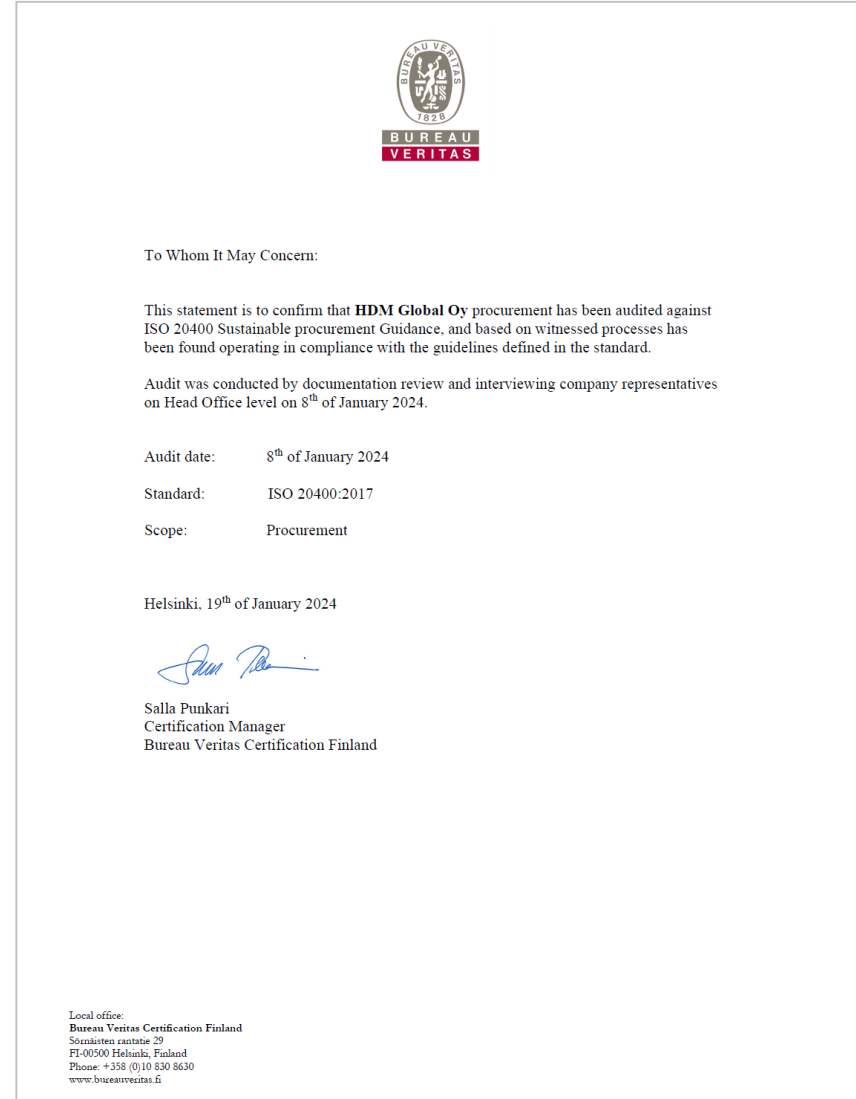 BUREAU VERITAS
1828
BUREAU
VERITAS
To Whom It May Concern:
This statement is to confirm that HDM Global Oy procurement has been audited against
ISO 20400 Sustainable procurement Guidance, and based on witnessed processes has
been found operating in compliance with the guidelines defined in the standard.
Audit was conducted by documentation review and interviewing company representatives
on Head Office level on 8th of January 2024.
Audit date: 8th of January 2024
Standard: ISO 20400:2017
Scope: Procurement
Helsinki, 19th of January 2024
Salla Punkari
Certification Manager
Bureau Veritas Certification Finland
Local office:
Bureau Veritas Certification Finland
Sörnäisten rantatie 29
FI-00500 Helsinki, Finland
Phone: +358 (0)10 830 8630
www.bureauveritas.fi